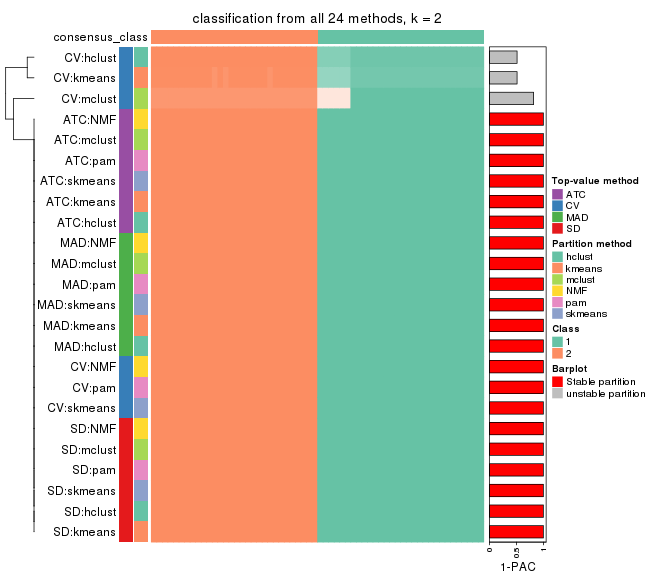 classification from all 24 methods, k = 2
consensus_class
CV:hclust
CV:kmeans
CV:mclust
ATC:NMF
ATC:mclust
ATC:pam
ATC:skmeans
ATC:kmeans
ATC:hclust
MAD:NMF
MAD:mclust
MAD:pam
MAD:skmeans
MAD:kmeans
MAD:hclust
CV:NMF
CV:pam
CV:skmeans
SD:NMF
SD:mclust
SD:pam
SD:skmeans
SD:hclust
SD:kmeans
0
0.5
1
1-PAC
Top-value method
ATC
CV
MAD
SD
Partition method
hclust
kmeans
mclust
NMF
pam
skmeans
Class
1
2
Barplot
Stable partition
unstable partition